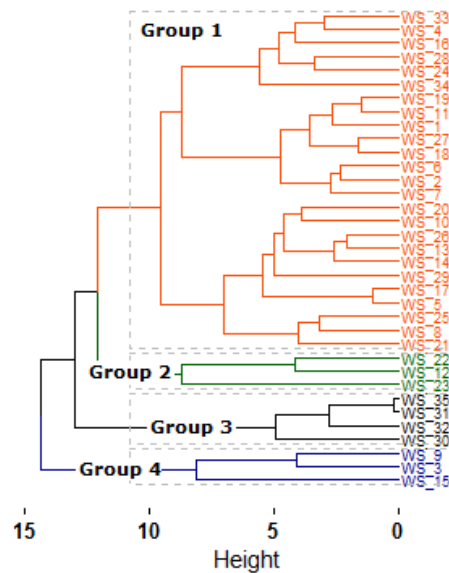 Group 1
WS_33
WS_4
WS_16
WS_28
WS_24
WS_34
WS_19
WS_11
WS_1
WS_27
WS_18
WS_6
WS_2
WS_7
WS_20
WS_10
WS_26
WS_13
WS_14
WS_29
WS_17
WS_5
WS_25
WS_8
WS_21
Group 2
WS_22
WS_12
WS_23
Group 3
WS_35
WS_31
WS_32
WS_30
Group 4
WS_9
WS_3
WS_15
15 10 5 0
Height